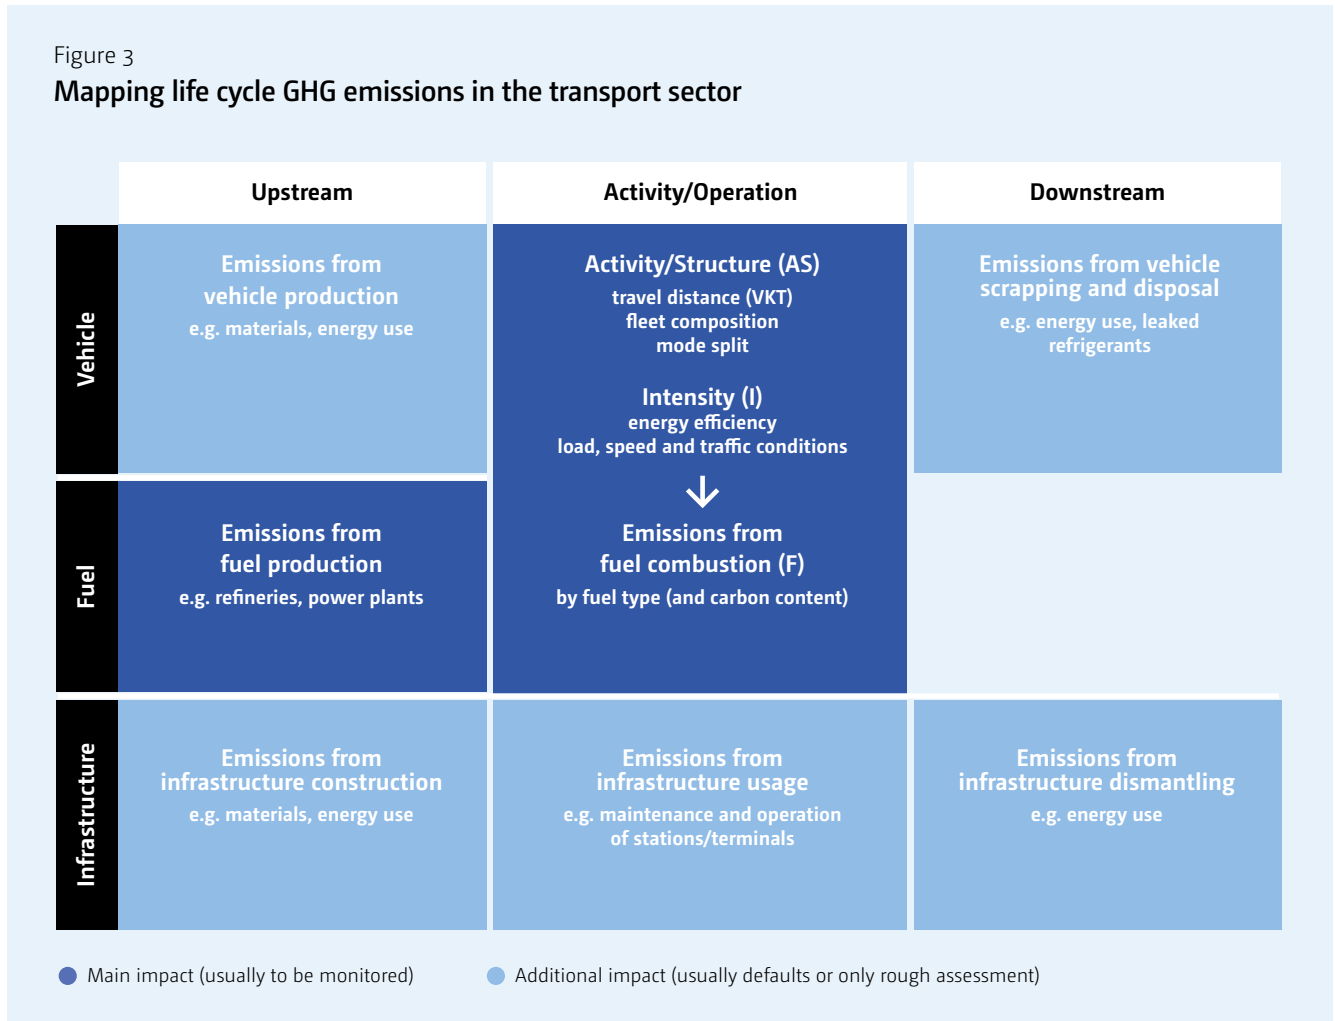 Figure 3
Mapping life cycle GHG emissions in the transport sector
Upstream
Activity/Operation
Downstream
Vehicle
Emissions from
vehicle production
e.g. materials, energy use
Activity/Structure (AS)
travel distance (VKT)
fleet composition
mode split
Intensity (I)
energy efficiency
load, speed and traffic conditions
Emissions from vehicle
scrapping and disposal
e.g. energy use, leaked
refrigerants
Fuel
Emissions from
fuel production
e.g. refineries, power plants
Emissions from
fuel combustion (F)
by fuel type (and carbon content)
Infrastructure
Emissions from
infrastructure construction
e.g. materials, energy use
Emissions from
infrastructure usage
e.g. maintenance and operation
of stations/terminals
Emissions from
infrastructure dismantling
e.g. energy use
Main impact (usually to be monitored)
Additional impact (usually defaults or only rough assessment)